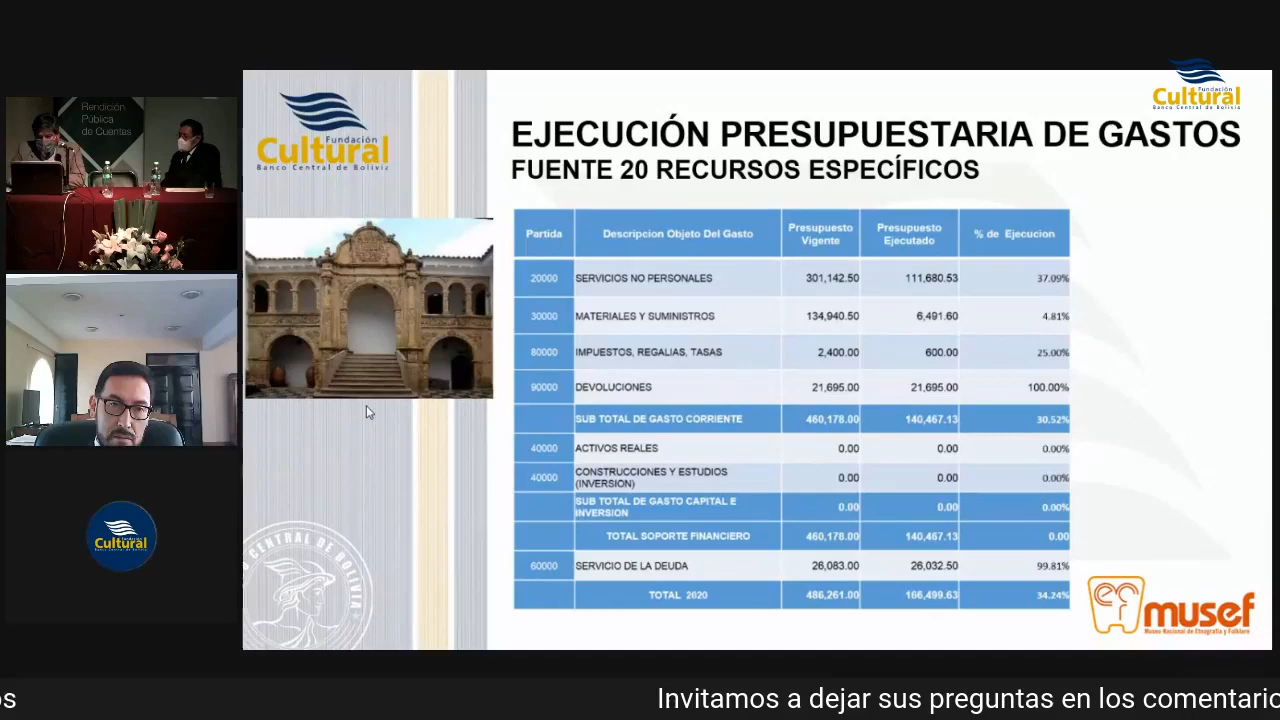 Rendición
Pública
de Cuentas
Fundación
Cultural
Banco Central de Bolivia
Fundación
Cultural
Banco Central de Bolivia
EJECUCIÓN PRESUPUESTARIA DE GASTOS
FUENTE 20 RECURSOS ESPECÍFICOS
Partida Descripcion Objeto Del Gasto Presupuesto Vigente Presupuesto Ejecutado % de Ejecucion
20000 SERVICIOS NO PERSONALES 301,142.50 111,680.53 37.09%
30000 MATERIALES Y SUMINISTROS 134,940.50 6,491.60 4.81%
80000 IMPUESTOS, REGALIAS, TASAS 2,400.00 600.00 25.00%
90000 DEVOLUCIONES 21,695.00 21,695.00 100.00%
SUB TOTAL DE GASTO CORRIENTE 460,178.00 140,467.13 30.52%
40000 ACTIVOS REALES 0.00 0.00 0.00%
40000 CONSTRUCCIONES Y ESTUDIOS (INVERSION) 0.00 0.00 0.00%
SUB TOTAL DE GASTO CAPITAL E INVERSION 0.00 0.00 0.00%
TOTAL SOPORTE FINANCIERO 460,178.00 140,467.13 0.00
60000 SERVICIO DE LA DEUDA 26,083.00 26,032.50 99.81%
TOTAL 2020 486,261.00 166,499.63 34.24%
CENTRAL DE BOLIVIA
musef
Museo Nacional de Etnografía y Folklore
Fundación
Cultural
os
Invitamos a dejar sus preguntas en los comentario